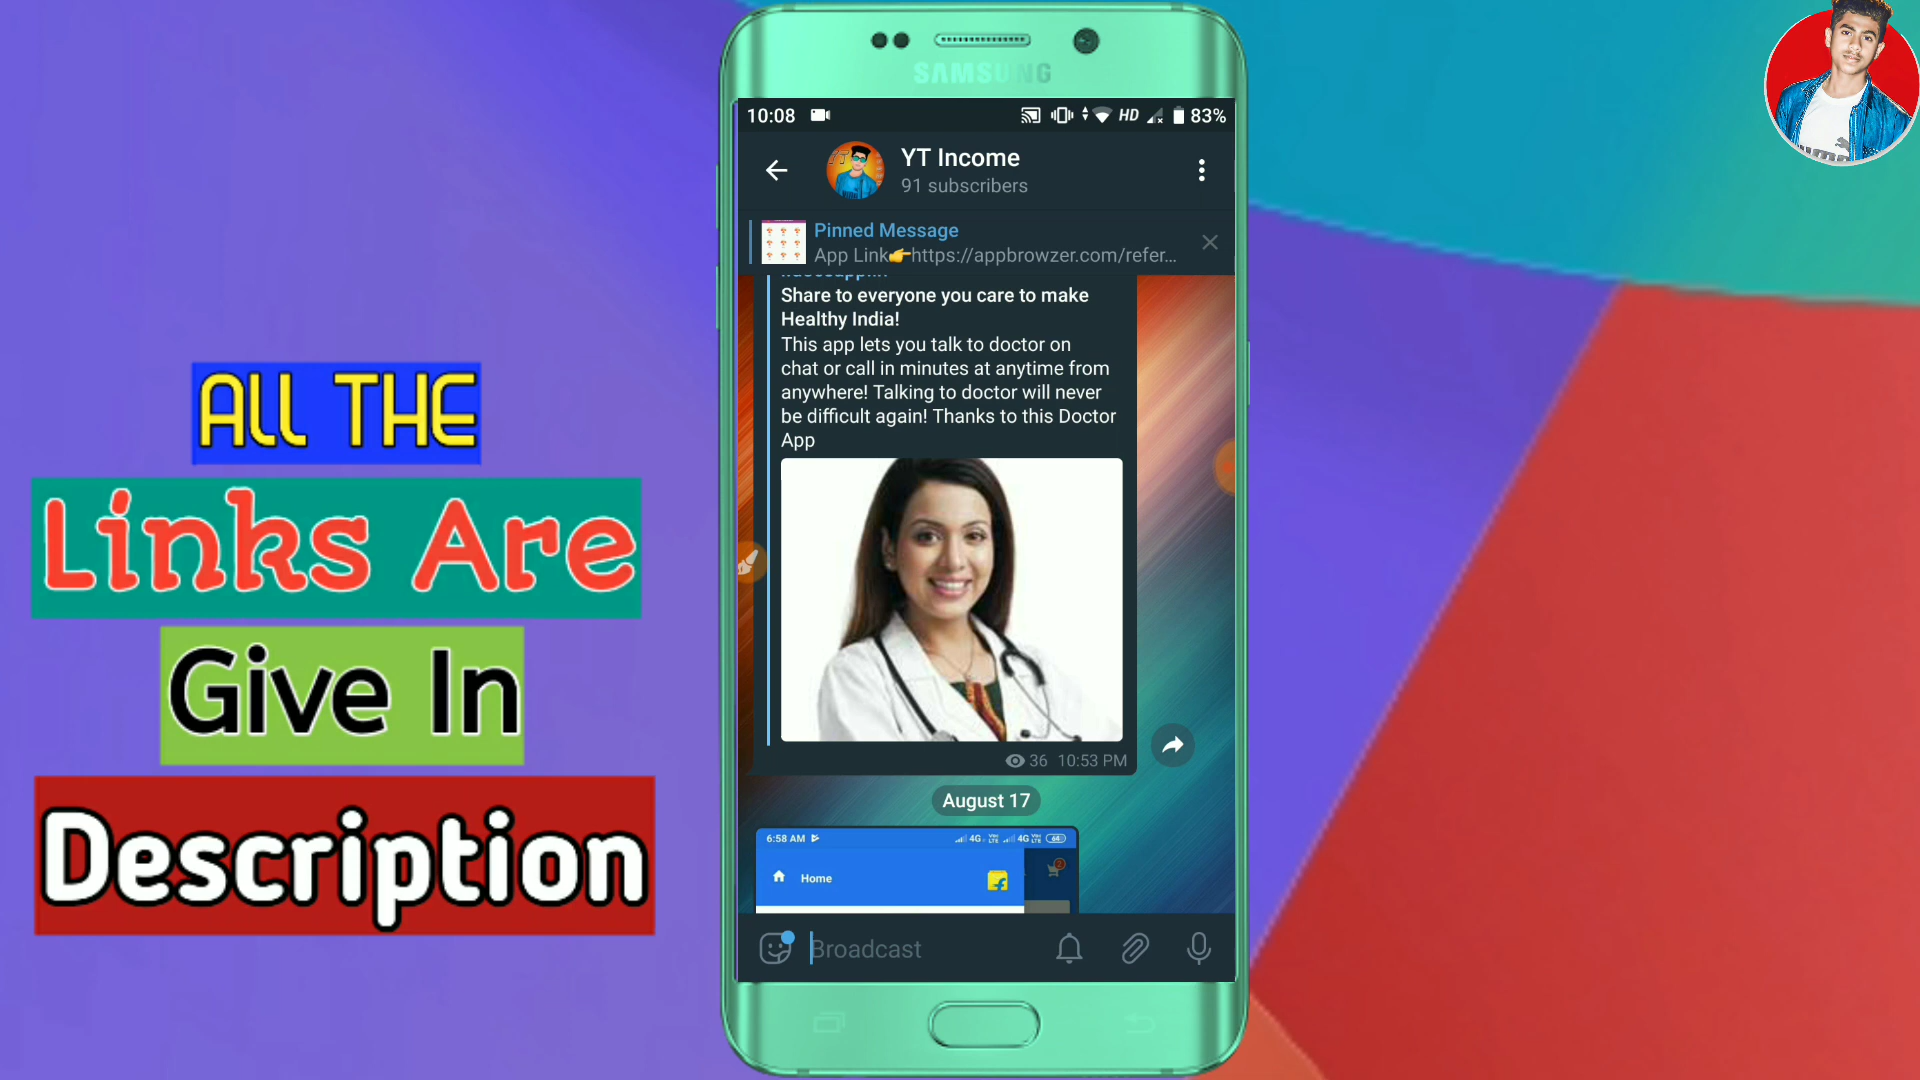 ALL THE
Links Are
Give In
Description
SAMSUNG
10:08
HD
83%
YT Income
91 subscribers
Pinned Message
App Link👉https://appbrowzer.com/refer...
Share to everyone you care to make
Healthy India!
This app lets you talk to doctor on
chat or call in minutes at anytime from
anywhere! Talking to doctor will never
be difficult again! Thanks to this Doctor
App
36 10:53 PM
August 17
6:58 AM
4G
4G
Home
Broadcast